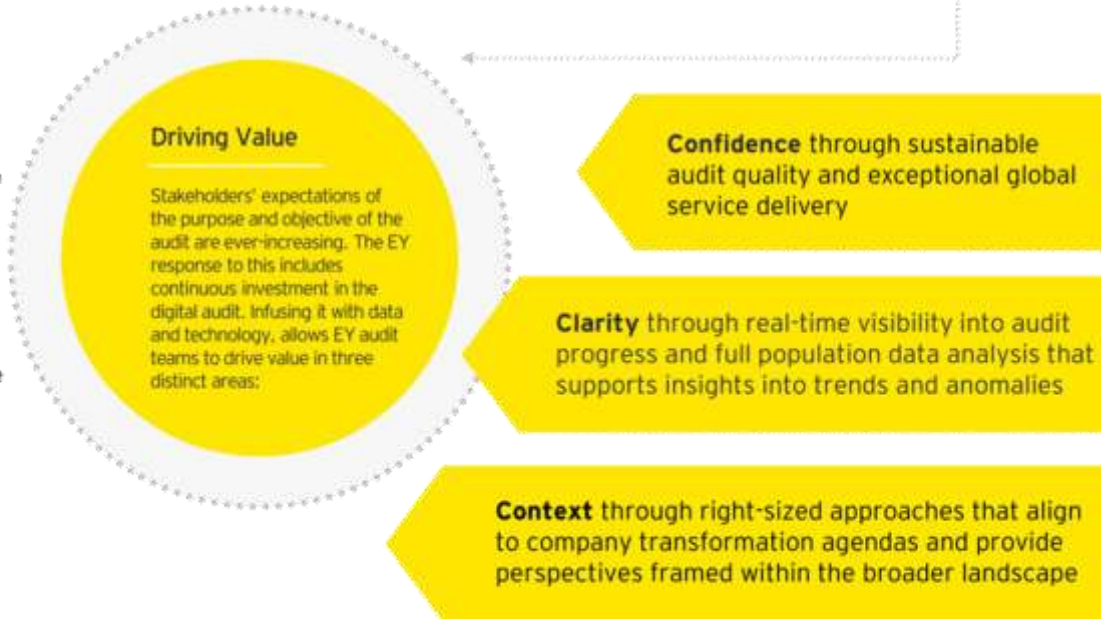 Driving Value
Stakeholders' expectations of
the purpose and objective of the
audit are ever-increasing. The EY
response to this includes
continuous investment in the
digital audit. Infusing it with data
and technology, allows EY audit
teams to drive value in three
distinct areas:
Confidence through sustainable
audit quality and exceptional global
service delivery
Clarity through real-time visibility into audit
progress and full population data analysis that
supports insights into trends and anomalies
Context through right-sized approaches that align
to company transformation agendas and provide
perspectives framed within the broader landscape